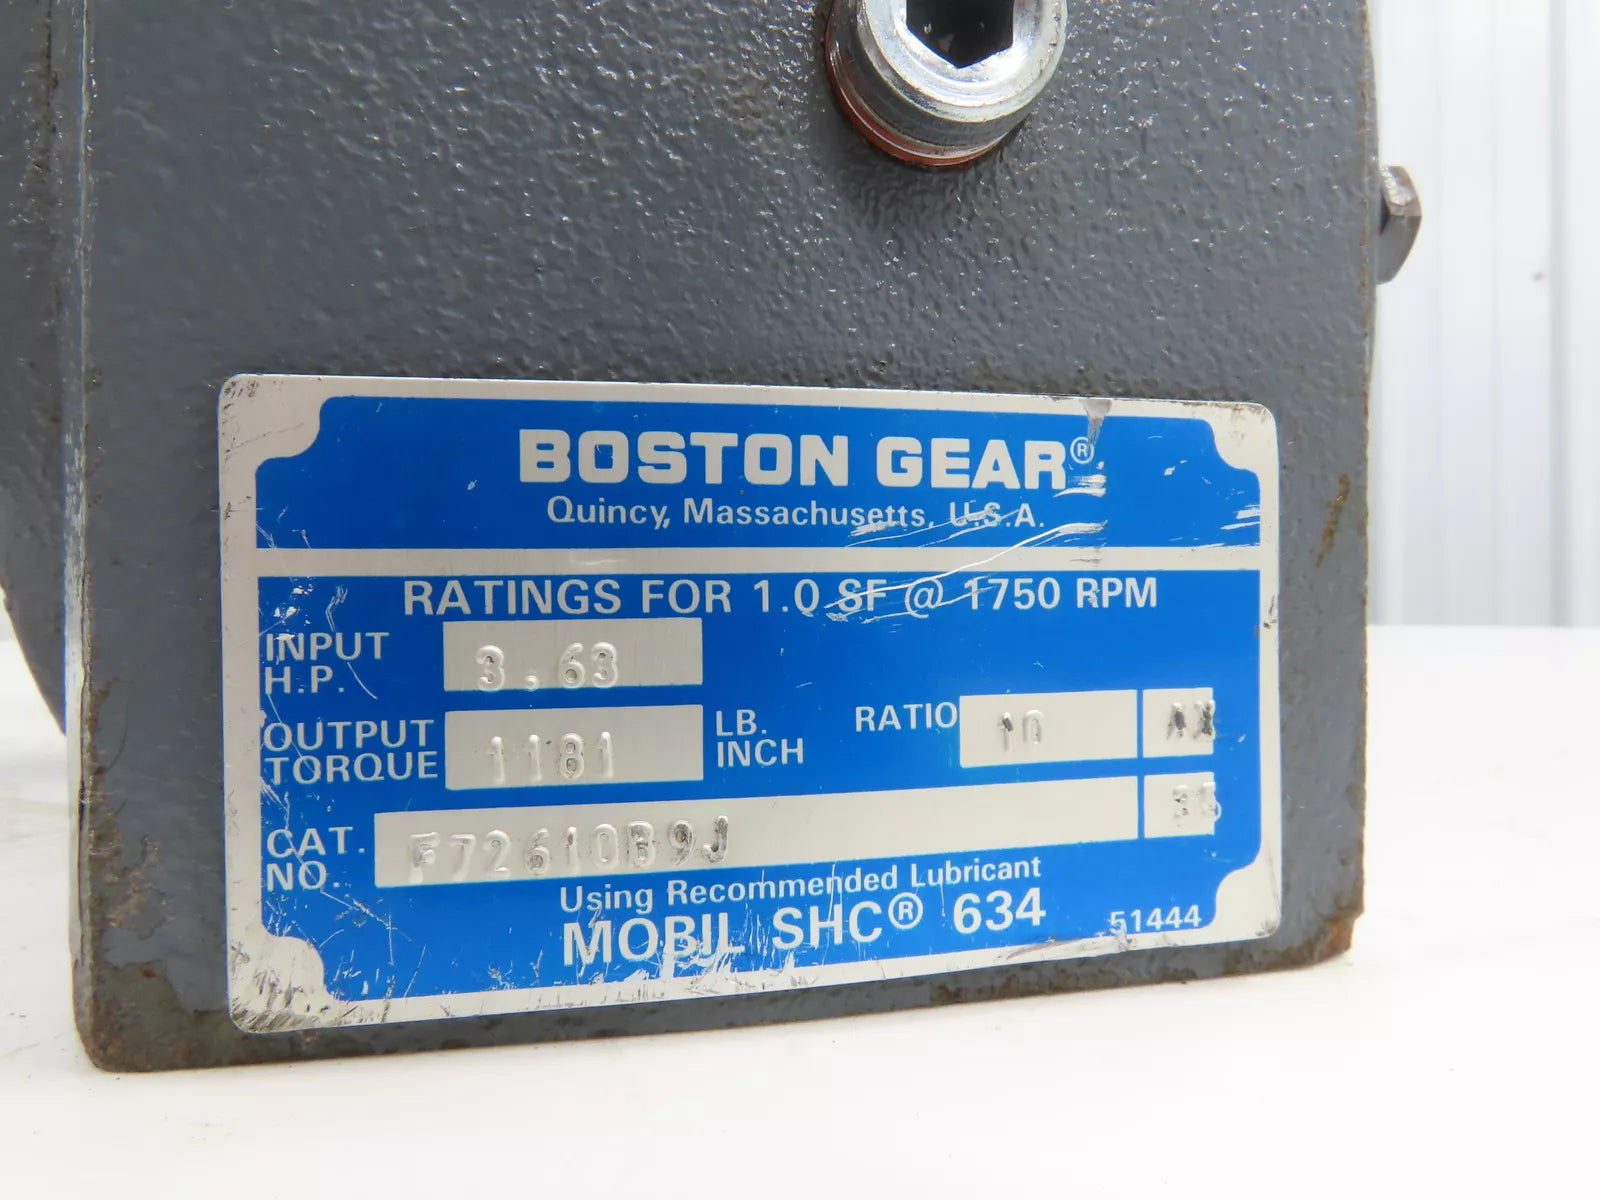 BOSTON GEAR®
Quincy, Massachusetts, U.S.A.
RATINGS FOR 1.0 SF @ 1750 RPM
INPUT H.P. 3.63
OUTPUT TORQUE 1181 LB. INCH
RATIO 10
CAT. NO. F72610B9J
Using Recommended Lubricant
MOBIL SHC® 634
51444